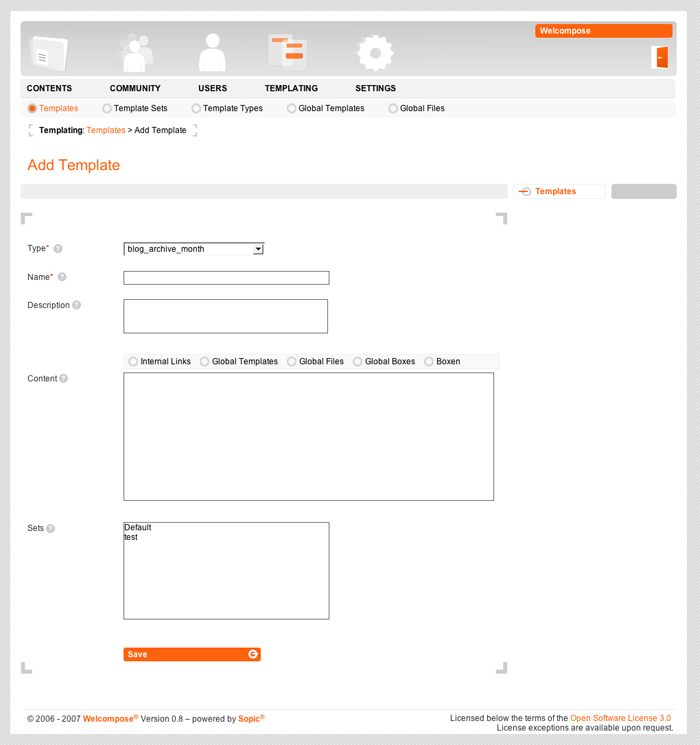 Welcompose
CONTENTS COMMUNITY USERS TEMPLATING SETTINGS
Templates Template Sets Template Types Global Templates Global Files
Templating: Templates > Add Template
Add Template
Templates
Type* ? blog_archive_month
Name* ?
Description ?
Internal Links Global Templates Global Files Global Boxes Boxen
Content ?
Sets ? Default
test
Save
© 2006 - 2007 Welcompose® Version 0.8 – powered by Sopic®
Licensed below the terms of the Open Software License 3.0
License exceptions are available upon request.